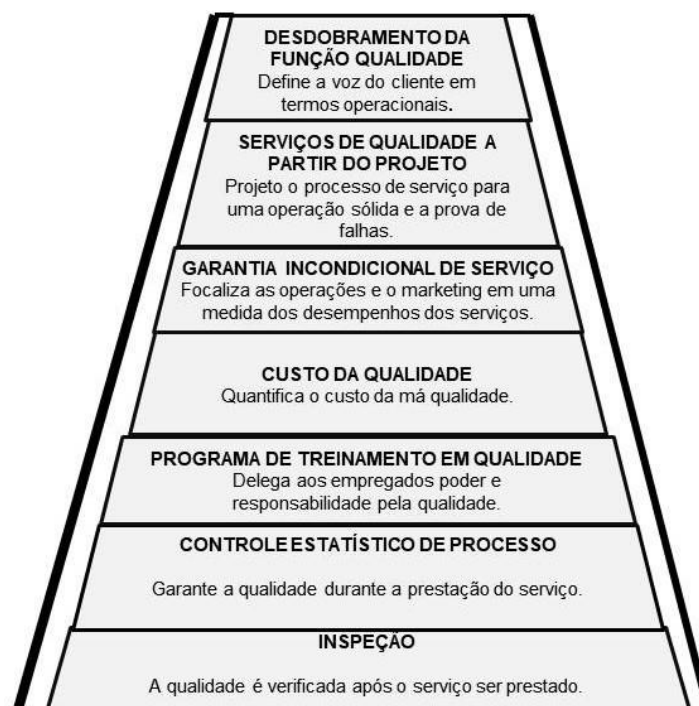 DESDOBRAMENTO DA
FUNÇÃO QUALIDADE
Define a voz do cliente em
termos operacionais.
SERVIÇOS DE QUALIDADE A
PARTIR DO PROJETO
Projeto o processo de serviço para
uma operação sólida e a prova de
falhas.
GARANTIA INCONDICIONAL DE SERVIÇO
Focaliza as operações e o marketing em uma
medida dos desempenhos dos serviços.
CUSTO DA QUALIDADE
Quantifica o custo da má qualidade.
PROGRAMA DE TREINAMENTO EM QUALIDADE
Delega aos empregados poder e
responsabilidade pela qualidade.
CONTROLE ESTATÍSTICO DE PROCESSO
Garante a qualidade durante a prestação do serviço.
INSPEÇÃO
A qualidade é verificada após o serviço ser prestado.